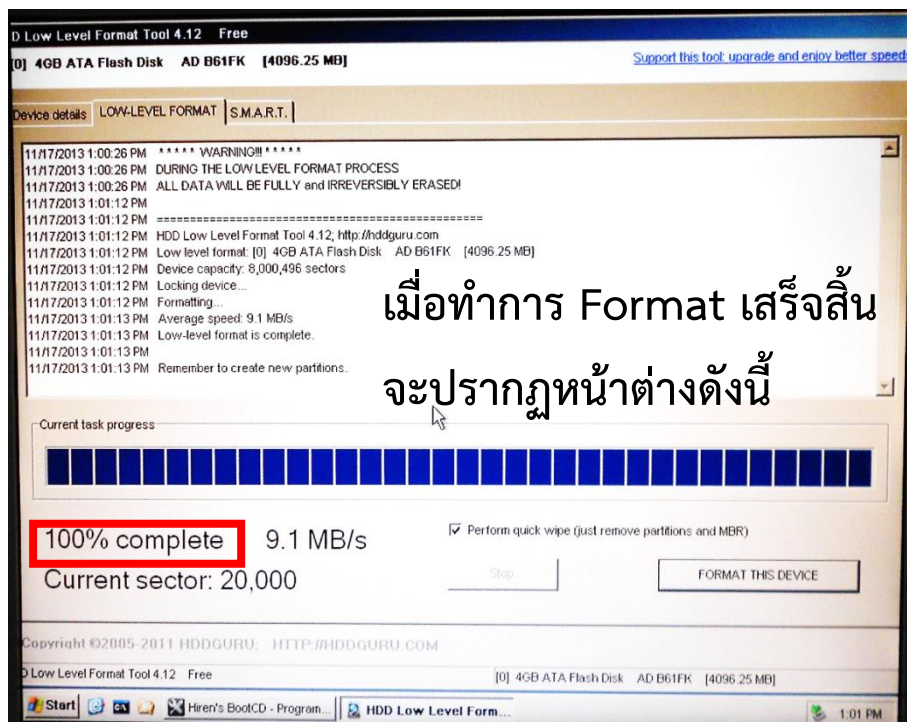 D Low Level Format Tool 4.12 Free
[0] 4GB ATA Flash Disk AD B61FK [4096.25 MB]
Support this tool: upgrade and enjoy better speed
Device details LOW-LEVEL FORMAT S.M.A.R.T.
11/17/2013 1:00:26 PM * * * * * WARNING!!! * * * * *
11/17/2013 1:00:26 PM DURING THE LOW LEVEL FORMAT PROCESS
11/17/2013 1:00:26 PM ALL DATA WILL BE FULLY and IRREVERSIBLY ERASED!
11/17/2013 1:01:12 PM
11/17/2013 1:01:12 PM ================================================
11/17/2013 1:01:12 PM HDD Low Level Format Tool 4.12; http://hddguru.com
11/17/2013 1:01:12 PM Low level format: [0] 4GB ATA Flash Disk AD B61FK [4096.25 MB]
11/17/2013 1:01:12 PM Device capacity: 8,000,496 sectors
11/17/2013 1:01:12 PM Locking device...
11/17/2013 1:01:12 PM Formatting...
11/17/2013 1:01:13 PM Average speed: 9.1 MB/s
11/17/2013 1:01:13 PM Low-level format is complete.
11/17/2013 1:01:13 PM
11/17/2013 1:01:13 PM Remember to create new partitions.
เมื่อทำการ Format เสร็จสิ้น
จะปรากฏหน้าต่างดังนี้
Current task progress
100% complete 9.1 MB/s
Perform quick wipe (just remove partitions and MBR)
Current sector: 20,000
Stop
FORMAT THIS DEVICE
Copyright ©2005-2011 HDDGURU; HTTP://HDDGURU.COM
D Low Level Format Tool 4.12 Free
[0] 4GB ATA Flash Disk AD B61FK [4096.25 MB]
Start Hiren's BootCD - Program... HDD Low Level Form... 1:01 PM